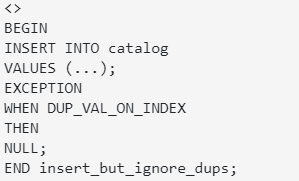 <>
BEGIN
INSERT INTO catalog
VALUES (...);
EXCEPTION
WHEN DUP_VAL_ON_INDEX
THEN
NULL;
END insert_but_ignore_dups;